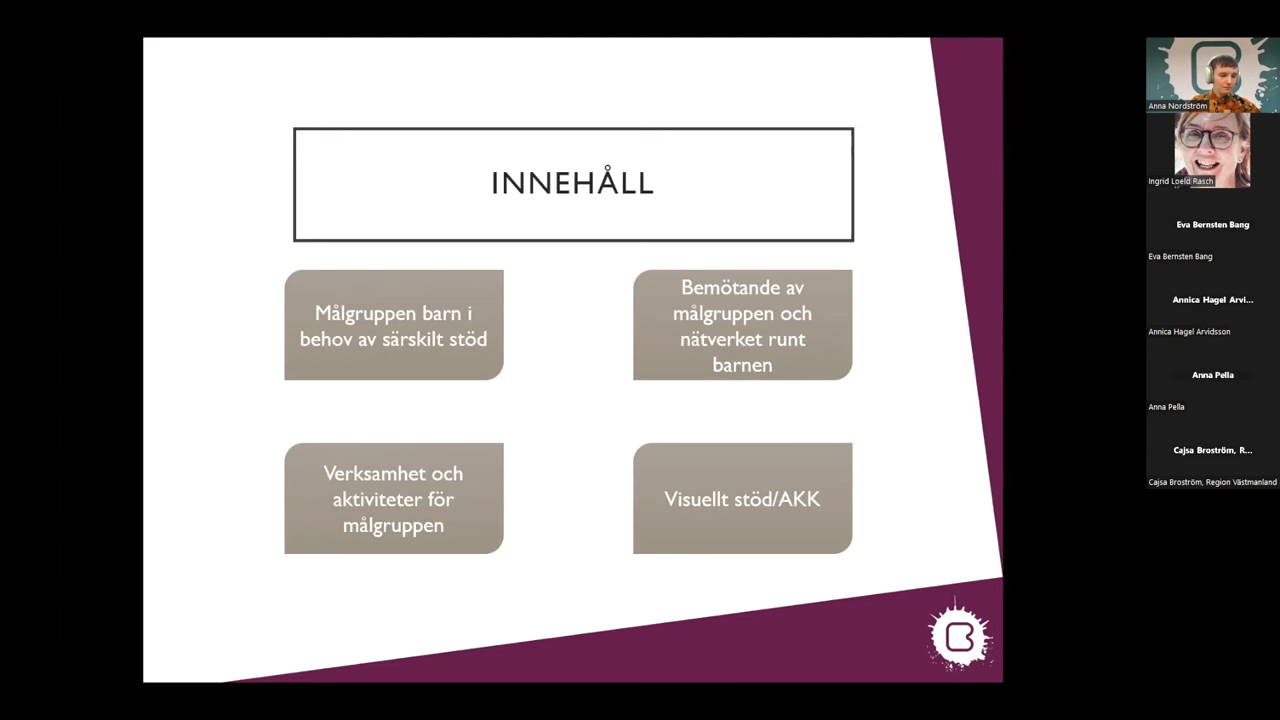 INNEHÅLL
Målgruppen barn i
behov av särskilt stöd
Bemötande av
målgruppen och
nätverket runt
barnen
Verksamhet och
aktiviteter för
målgruppen
Visuellt stöd/AKK
Anna Nordström
Ingrid Loeld Rasch
Eva Bernsten Bang
Eva Bernsten Bang
Annica Hagel Arvi...
Annica Hagel Arvidsson
Anna Pella
Anna Pella
Cajsa Broström, R...
Cajsa Broström, Region Västmanland